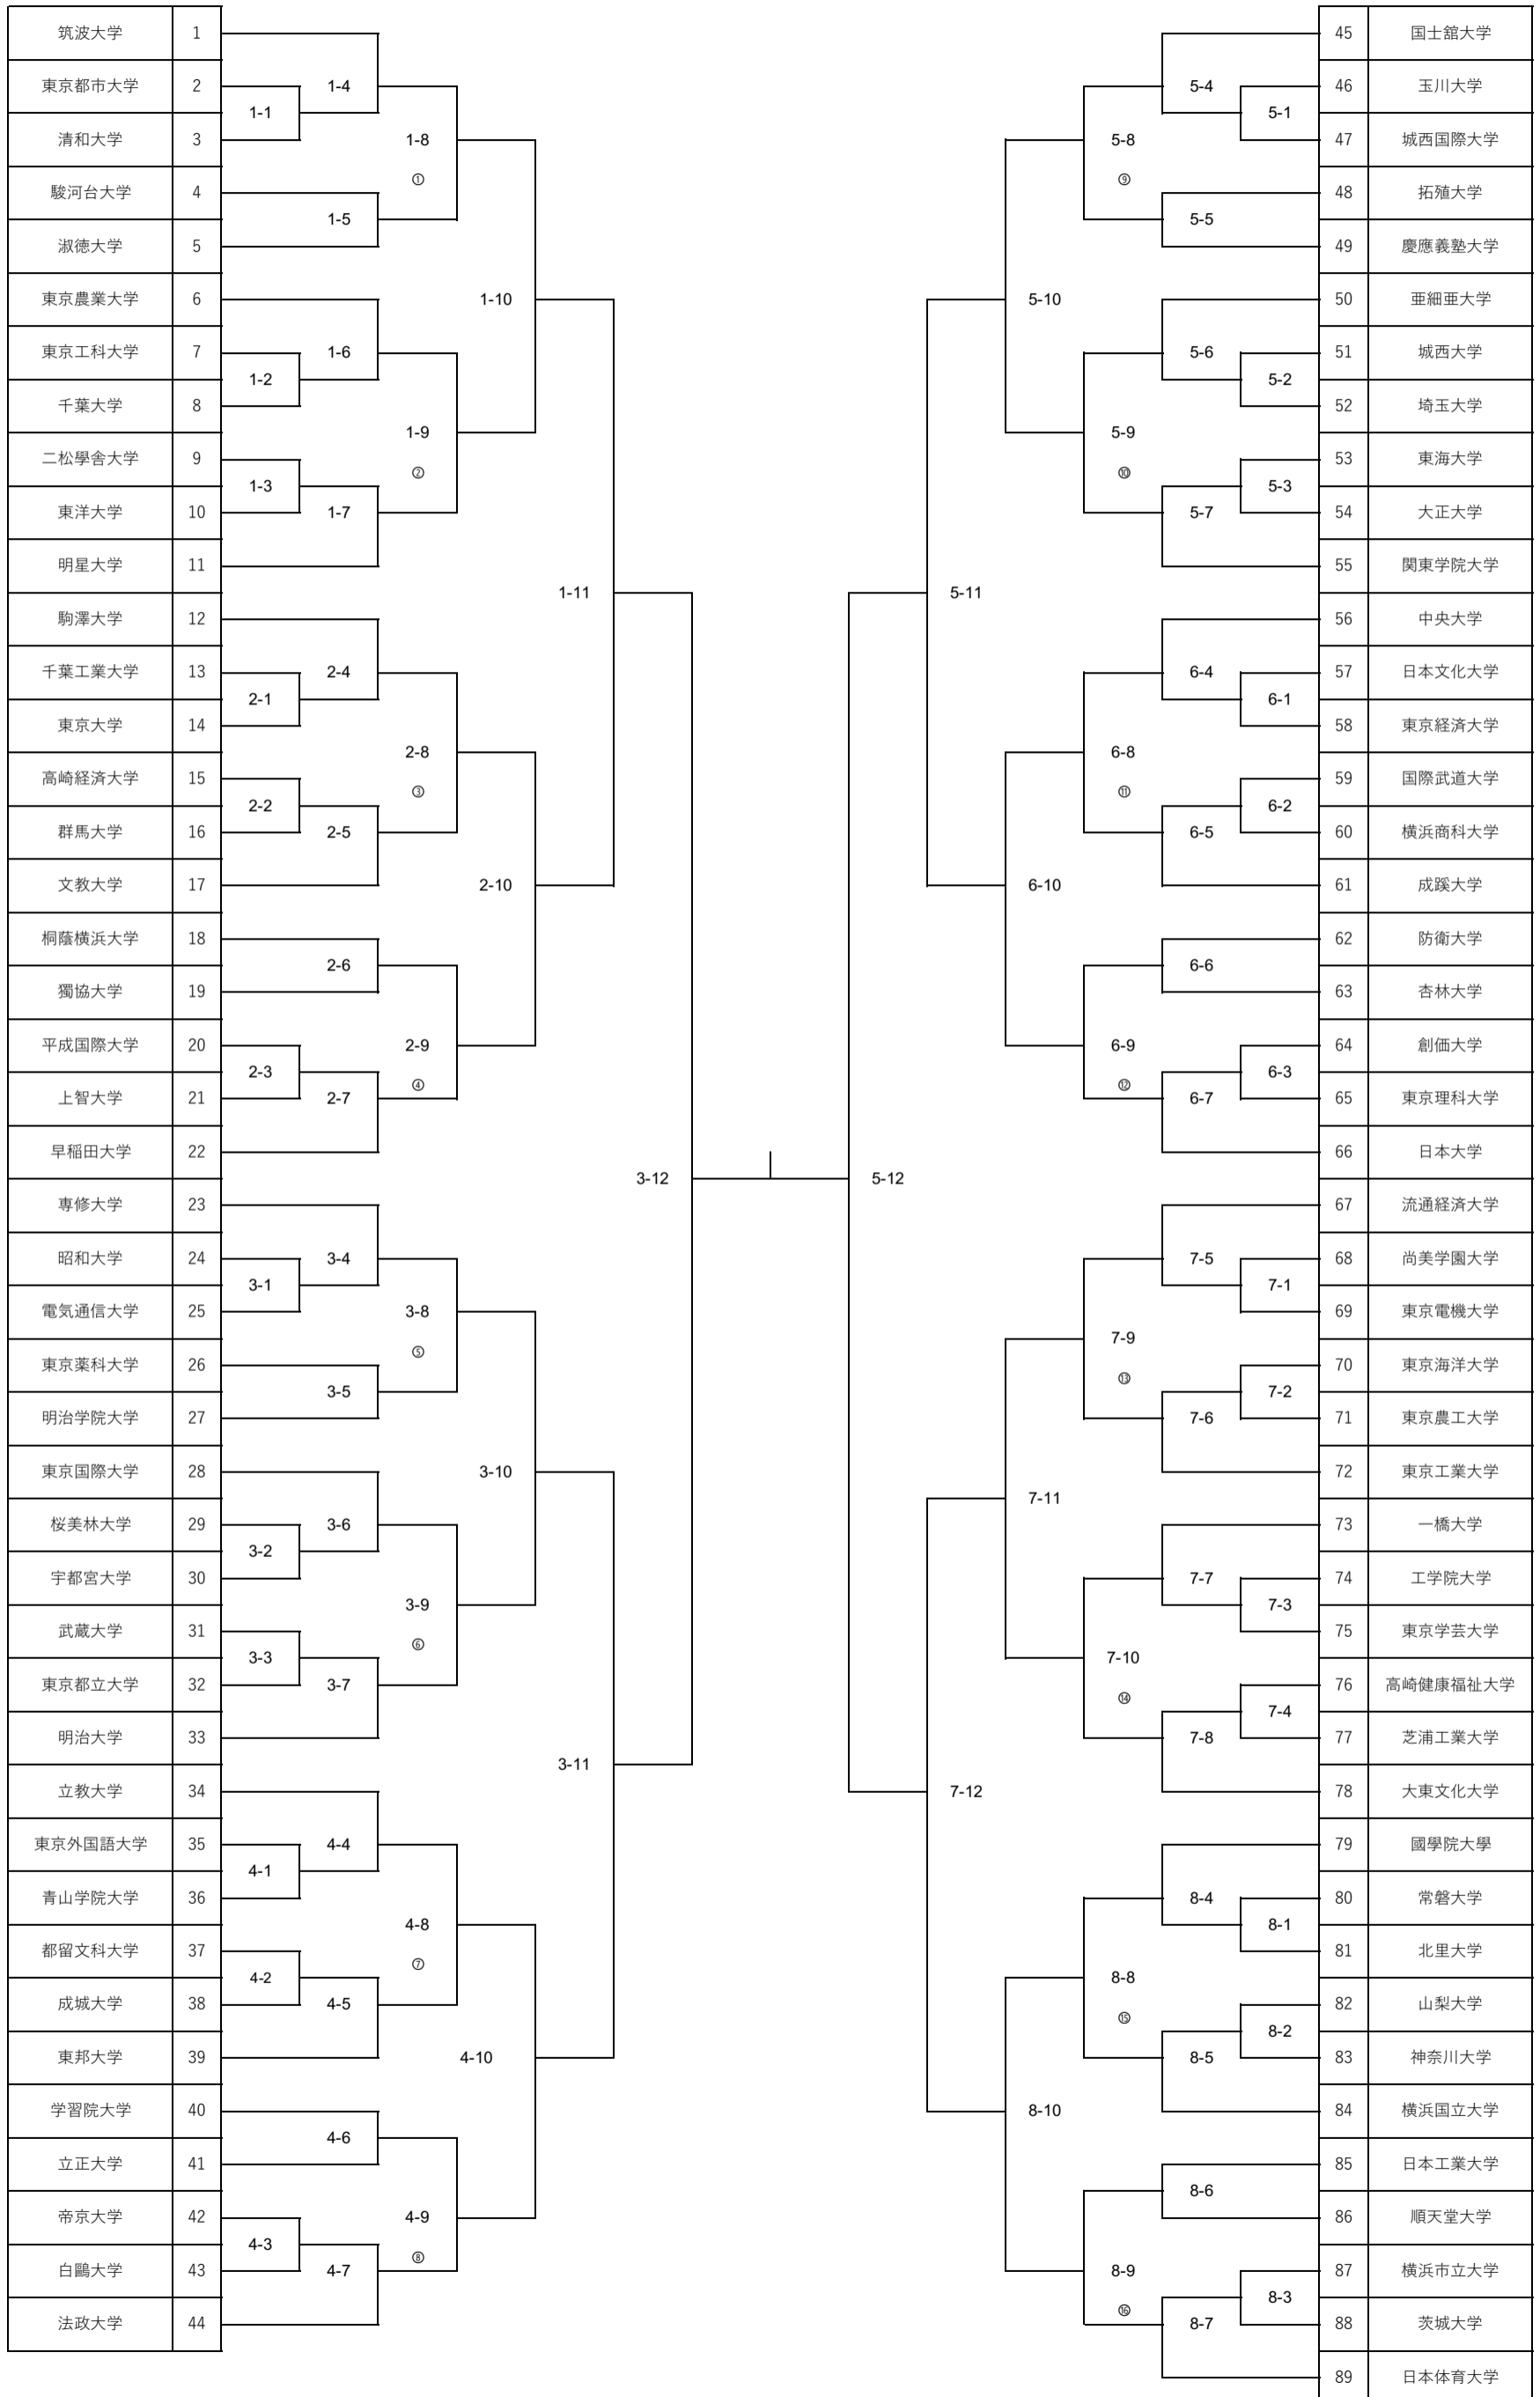 筑波大学 1 45 国士舘大学
東京都市大学 2 1-4 5-4 46 玉川大学
1-1 5-1
清和大学 3 1-8 5-8 47 城西国際大学
① ⑨
駿河台大学 4 48 拓殖大学
1-5 5-5
淑徳大学 5 49 慶應義塾大学
東京農業大学 6 1-10 5-10 50 亜細亜大学
東京工科大学 7 1-6 5-6 51 城西大学
1-2 5-2
千葉大学 8 52 埼玉大学
1-9 5-9
二松學舎大学 9 53 東海大学
② ⑩
1-3 5-3
東洋大学 10 1-7 5-7 54 大正大学
明星大学 11 55 関東学院大学
1-11 5-11
駒澤大学 12 56 中央大学
千葉工業大学 13 2-4 6-4 57 日本文化大学
2-1 6-1
東京大学 14 58 東京経済大学
2-8 6-8
高崎経済大学 15 59 国際武道大学
③ ⑪
2-2 6-2
群馬大学 16 2-5 6-5 60 横浜商科大学
文教大学 17 2-10 6-10 61 成蹊大学
桐蔭横浜大学 18 62 防衛大学
2-6 6-6
獨協大学 19 63 杏林大学
平成国際大学 20 2-9 6-9 64 創価大学
2-3 6-3
④ ⑫
上智大学 21 2-7 6-7 65 東京理科大学
早稲田大学 22 66 日本大学
3-12 5-12
専修大学 23 67 流通経済大学
昭和大学 24 3-4 7-5 68 尚美学園大学
3-1 7-1
電気通信大学 25 3-8 69 東京電機大学
7-9
⑤
東京薬科大学 26 70 東京海洋大学
⑬
3-5 7-2
明治学院大学 27 7-6 71 東京農工大学
東京国際大学 28 3-10 72 東京工業大学
7-11
桜美林大学 29 3-6 73 一橋大学
3-2
宇都宮大学 30 7-7 74 工学院大学
3-9 7-3
武蔵大学 31 75 東京学芸大学
⑥
3-3 7-10
東京都立大学 32 3-7 76 高崎健康福祉大学
⑭
7-4
明治大学 33 7-8 77 芝浦工業大学
3-11
立教大学 34 7-12 78 大東文化大学
東京外国語大学 35 4-4 79 國學院大學
4-1
青山学院大学 36 8-4 80 常磐大学
4-8 8-1
都留文科大学 37 81 北里大学
⑦
4-2 8-8
成城大学 38 4-5 82 山梨大学
⑮
8-2
東邦大学 39 4-10 8-5 83 神奈川大学
学習院大学 40 8-10 84 横浜国立大学
4-6
立正大学 41 85 日本工業大学
8-6
帝京大学 42 4-9 86 順天堂大学
4-3
⑧
白鷗大学 43 4-7 8-9 87 横浜市立大学
8-3
⑯
法政大学 44 8-7 88 茨城大学
89 日本体育大学